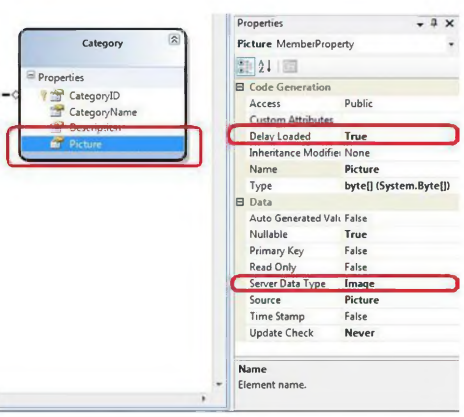 Category
Properties
CategoryID
CategoryName
Description
Picture
Properties
Picture MemberProperty
Code Generation
Access Public
Custom Attributes
Delay Loaded True
Inheritance Modifier None
Name Picture
Type byte[] (System.Byte[])
Data
Auto Generated Valu False
Nullable True
Primary Key False
Read Only False
Server Data Type Image
Source Picture
Time Stamp False
Update Check Never
Name
Element name.